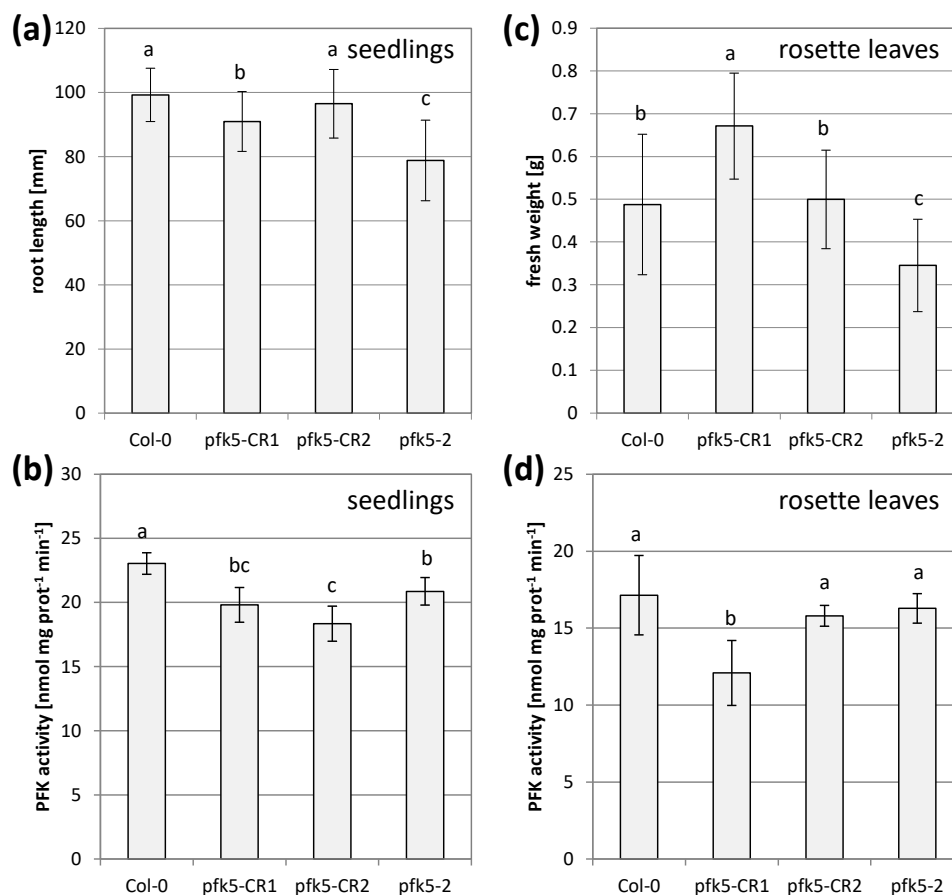 (a)
seedlings
root length [mm]
120
100
80
60
40
20
0
a
b
a
c
Col-0 pfk5-CR1 pfk5-CR2 pfk5-2
(c)
rosette leaves
fresh weight [g]
0.9
0.8
0.7
0.6
0.5
0.4
0.3
0.2
0.1
0
b
a
b
c
Col-0 pfk5-CR1 pfk5-CR2 pfk5-2
(b)
seedlings
PFK activity [nmol mg prot⁻¹ min⁻¹]
30
25
20
15
10
5
0
a
bc
c
b
Col-0 pfk5-CR1 pfk5-CR2 pfk5-2
(d)
rosette leaves
PFK activity [nmol mg prot⁻¹ min⁻¹]
25
20
15
10
5
0
a
b
a
a
Col-0 pfk5-CR1 pfk5-CR2 pfk5-2